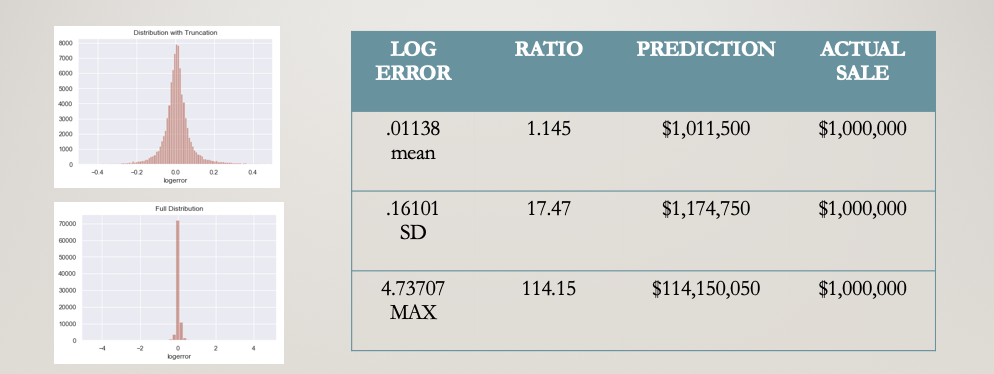 Distribution with Truncation
8000
7000
6000
5000
4000
3000
2000
1000
0
−0.4 −0.2 0.0 0.2 0.4
logerror
Full Distribution
70000
60000
50000
40000
30000
20000
10000
0
−4 −2 0 2 4
logerror
LOG ERROR RATIO PREDICTION ACTUAL SALE
.01138 1.145 $1,011,500 $1,000,000
mean
.16101 17.47 $1,174,750 $1,000,000
SD
4.73707 114.15 $114,150,050 $1,000,000
MAX